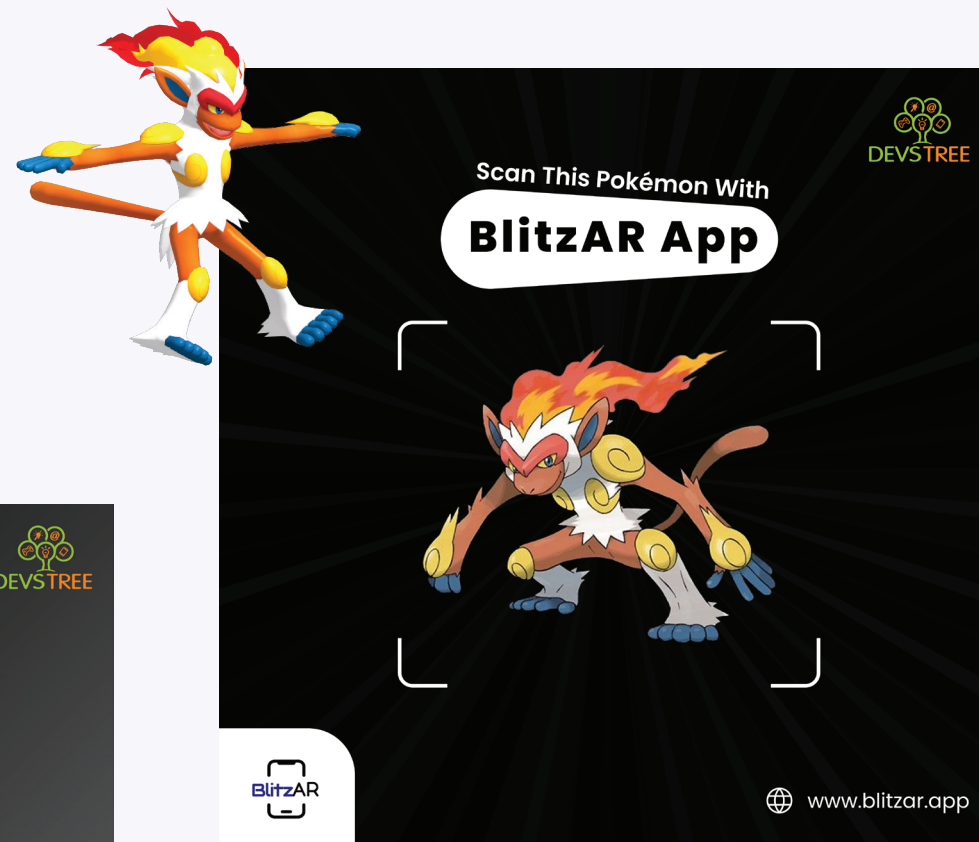 DEVSTREE
Scan This Pokémon With
BlitzAR App
DEVSTREE
BlitzAR
www.blitzar.app